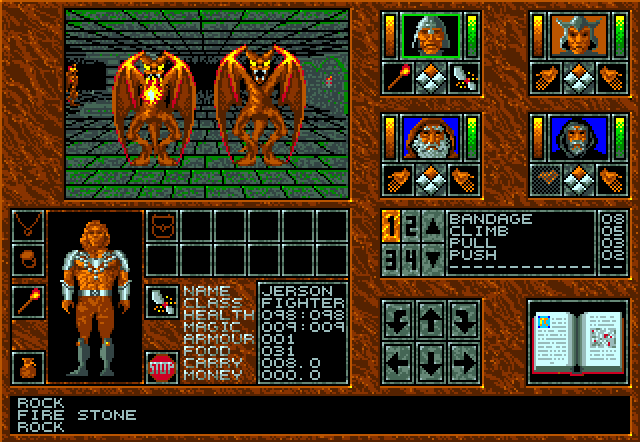 1 2
3 4
BANDAGE 08
CLIMB 05
PULL 03
PUSH 02
NAME JERSON
CLASS FIGHTER
HEALTH 098:098
MAGIC 009:009
ARMOUR 001
FOOD 031
CARRY 008.0
MONEY 000.0
STOP
ROCK
FIRE STONE
ROCK